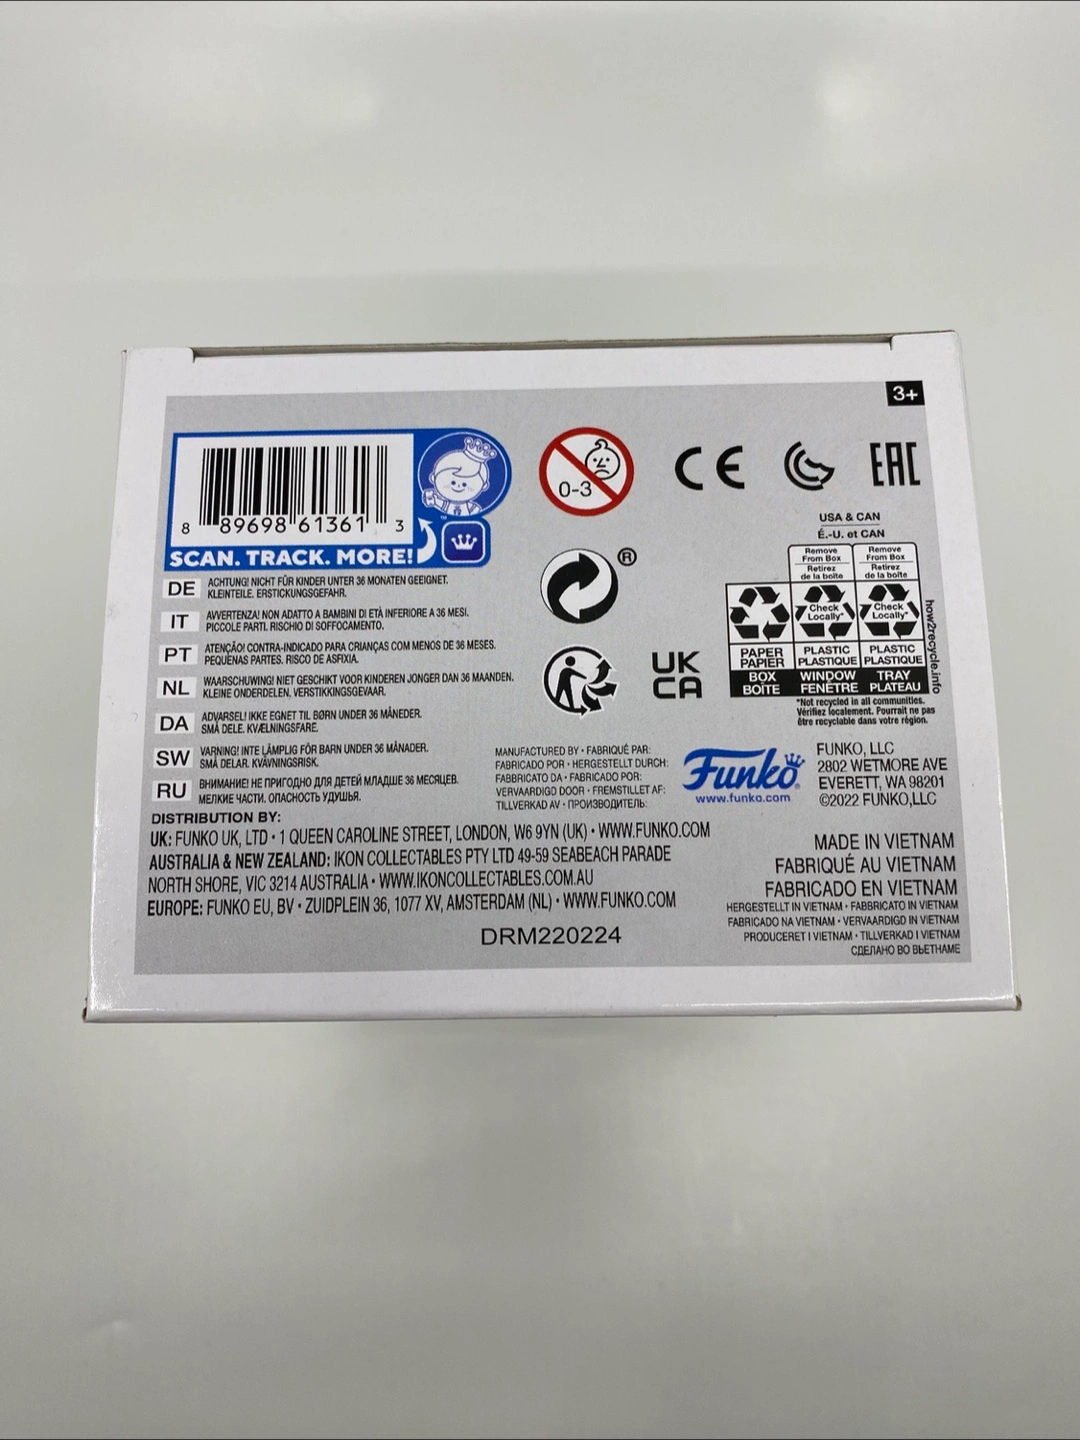 3+
8 89698 61361 3
SCAN. TRACK. MORE!
™
0-3
CE
EAC
®
UK
CA
USA & CAN
É.-U. et CAN
Remove From Box
Retirez de la boîte
Remove From Box
Retirez de la boîte
Check Locally*
Check Locally*
PAPER PAPIER
PLASTIC PLASTIQUE
PLASTIC PLASTIQUE
BOX BOÎTE
WINDOW FENÊTRE
TRAY PLATEAU
how2recycle.info
*Not recycled in all communities.
Vérifiez localement. Pourrait ne pas
être recyclable dans votre région.
DE ACHTUNG! NICHT FÜR KINDER UNTER 36 MONATEN GEEIGNET.
KLEINTEILE. ERSTICKUNGSGEFAHR.
IT AVVERTENZA! NON ADATTO A BAMBINI DI ETÀ INFERIORE A 36 MESI.
PICCOLE PARTI. RISCHIO DI SOFFOCAMENTO.
PT ATENÇÃO! CONTRA-INDICADO PARA CRIANÇAS COM MENOS DE 36 MESES.
PEQUENAS PARTES. RISCO DE ASFIXIA.
NL WAARSCHUWING! NIET GESCHIKT VOOR KINDEREN JONGER DAN 36 MAANDEN.
KLEINE ONDERDELEN. VERSTIKKINGSGEVAAR.
DA ADVARSEL! IKKE EGNET TIL BØRN UNDER 36 MÅNEDER.
SMÅ DELE. KVÆLNINGSFARE.
SW VARNING! INTE LÄMPLIG FÖR BARN UNDER 36 MÅNADER.
SMÅ DELAR. KVÄVNINGSRISK.
RU ВНИМАНИЕ! НЕ ПРИГОДНО ДЛЯ ДЕТЕЙ МЛАДШЕ 36 МЕСЯЦЕВ.
МЕЛКИЕ ЧАСТИ. ОПАСНОСТЬ УДУШЬЯ.
MANUFACTURED BY • FABRIQUÉ PAR:
FABRICADO POR • HERGESTELLT DURCH:
FABBRICATO DA • FABRICADO POR:
VERVAARDIGD DOOR • FREMSTILLET AF:
TILLVERKAD AV • ПРОИЗВОДИТЕЛЬ:
Funko®
www.funko.com
FUNKO, LLC
2802 WETMORE AVE
EVERETT, WA 98201
©2022 FUNKO,LLC
DISTRIBUTION BY:
UK: FUNKO UK, LTD • 1 QUEEN CAROLINE STREET, LONDON, W6 9YN (UK) • WWW.FUNKO.COM
AUSTRALIA & NEW ZEALAND: IKON COLLECTABLES PTY LTD 49-59 SEABEACH PARADE
NORTH SHORE, VIC 3214 AUSTRALIA • WWW.IKONCOLLECTABLES.COM.AU
EUROPE: FUNKO EU, BV • ZUIDPLEIN 36, 1077 XV, AMSTERDAM (NL) • WWW.FUNKO.COM
DRM220224
MADE IN VIETNAM
FABRIQUÉ AU VIETNAM
FABRICADO EN VIETNAM
HERGESTELLT IN VIETNAM • FABBRICATO IN VIETNAM
FABRICADO NA VIETNAM • VERVAARDIGD IN VIETNAM
PRODUCERET I VIETNAM • TILLVERKAD I VIETNAM
СДЕЛАНО ВО ВЬЕТНАМЕ